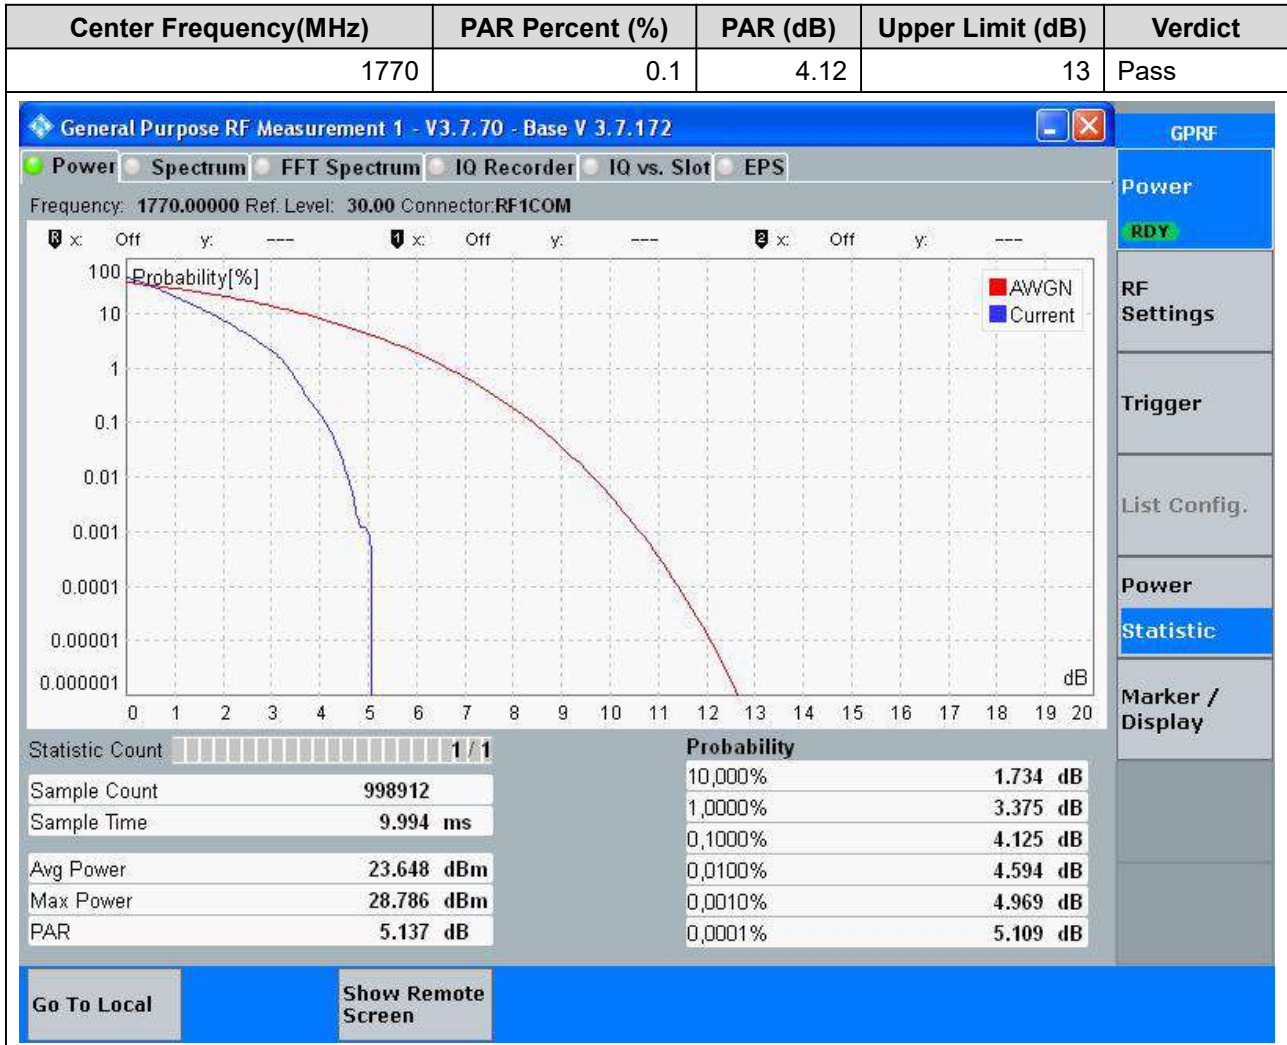 Center Frequency(MHz) PAR Percent (%) PAR (dB) Upper Limit (dB) Verdict
1770 0.1 4.12 13 Pass
General Purpose RF Measurement 1 - V3.7.70 - Base V 3.7.172
GPRF
Power Spectrum FFT Spectrum IQ Recorder IQ vs. Slot EPS
Power
RDY
Frequency: 1770.00000 Ref. Level: 30.00 Connector:RF1COM
R x: Off y: --- 1 x: Off y: --- 2 x: Off y: ---
Probability[%]
AWGN
Current
100
10
1
0.1
0.01
0.001
0.0001
0.00001
0.000001
dB
0 1 2 3 4 5 6 7 8 9 10 11 12 13 14 15 16 17 18 19 20
RF
Settings
Trigger
List Config.
Power
Statistic
Marker /
Display
Statistic Count 1 / 1
Sample Count 998912
Sample Time 9.994 ms
Avg Power 23.648 dBm
Max Power 28.786 dBm
PAR 5.137 dB
Probability
10,000% 1.734 dB
1,0000% 3.375 dB
0,1000% 4.125 dB
0,0100% 4.594 dB
0,0010% 4.969 dB
0,0001% 5.109 dB
Go To Local
Show Remote
Screen